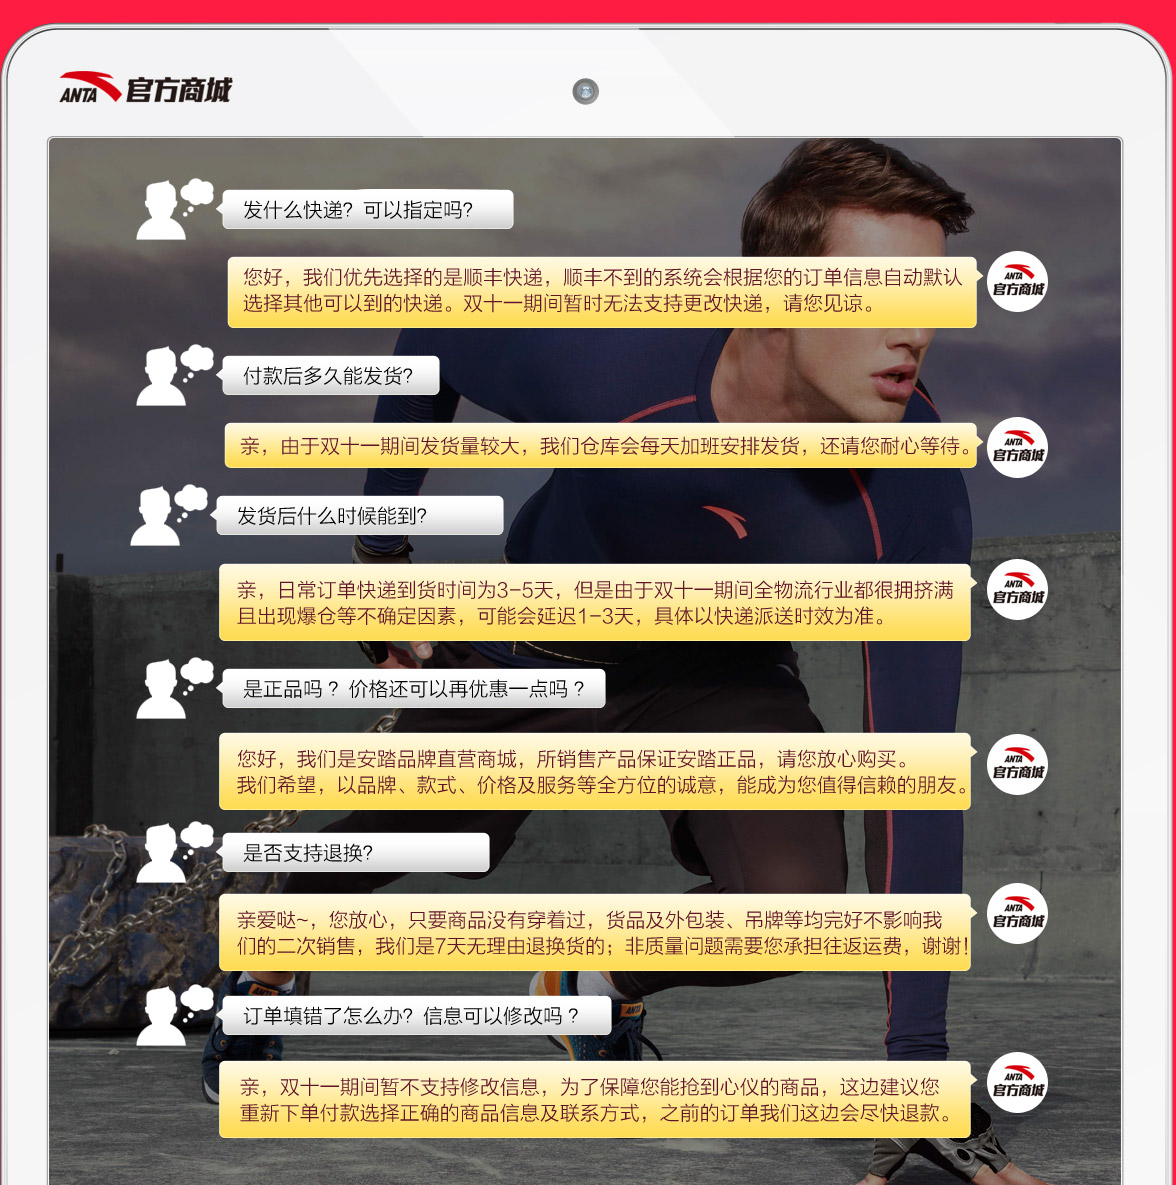 ANTA 官方商城
发什么快递？可以指定吗？
您好，我们优先选择的是顺丰快递，顺丰不到的系统会根据您的订单信息自动默认
选择其他可以到的快递。双十一期间暂时无法支持更改快递，请您见谅。
ANTA
官方商城
付款后多久能发货？
亲，由于双十一期间发货量较大，我们仓库会每天加班安排发货，还请您耐心等待。
ANTA
官方商城
发货后什么时候能到？
亲，日常订单快递到货时间为3-5天，但是由于双十一期间全物流行业都很拥挤满
且出现爆仓等不确定因素，可能会延迟1-3天，具体以快递派送时效为准。
ANTA
官方商城
是正品吗？价格还可以再优惠一点吗？
您好，我们是安踏品牌直营商城，所销售产品保证安踏正品，请您放心购买。
我们希望，以品牌、款式、价格及服务等全方位的诚意，能成为您值得信赖的朋友。
ANTA
官方商城
是否支持退换？
亲爱哒~，您放心，只要商品没有穿着过，货品及外包装、吊牌等均完好不影响我
们的二次销售，我们是7天无理由退换货的；非质量问题需要您承担往返运费，谢谢！
ANTA
官方商城
ANTA
ANTA
订单填错了怎么办？信息可以修改吗？
亲，双十一期间暂不支持修改信息，为了保障您能抢到心仪的商品，这边建议您
重新下单付款选择正确的商品信息及联系方式，之前的订单我们这边会尽快退款。
ANTA
官方商城